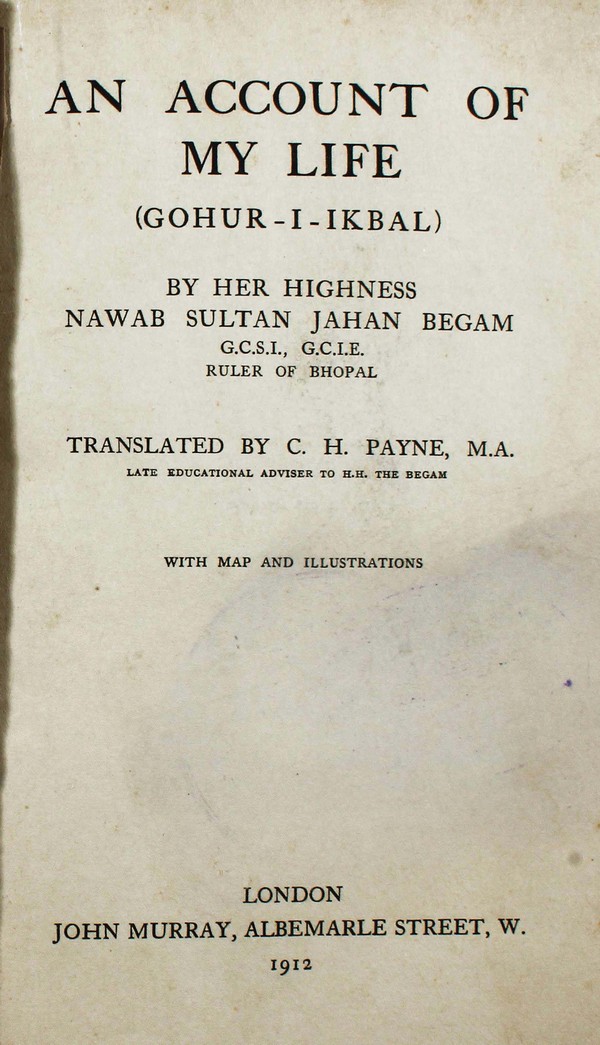 AN ACCOUNT OF
MY LIFE
(GOHUR-I-IKBAL)
BY HER HIGHNESS
NAWAB SULTAN JAHAN BEGAM
G.C.S.I., G.C.I.E.
RULER OF BHOPAL
TRANSLATED BY C. H. PAYNE, M.A.
LATE EDUCATIONAL ADVISER TO H.H. THE BEGAM
WITH MAP AND ILLUSTRATIONS
LONDON
JOHN MURRAY, ALBEMARLE STREET, W.
1912